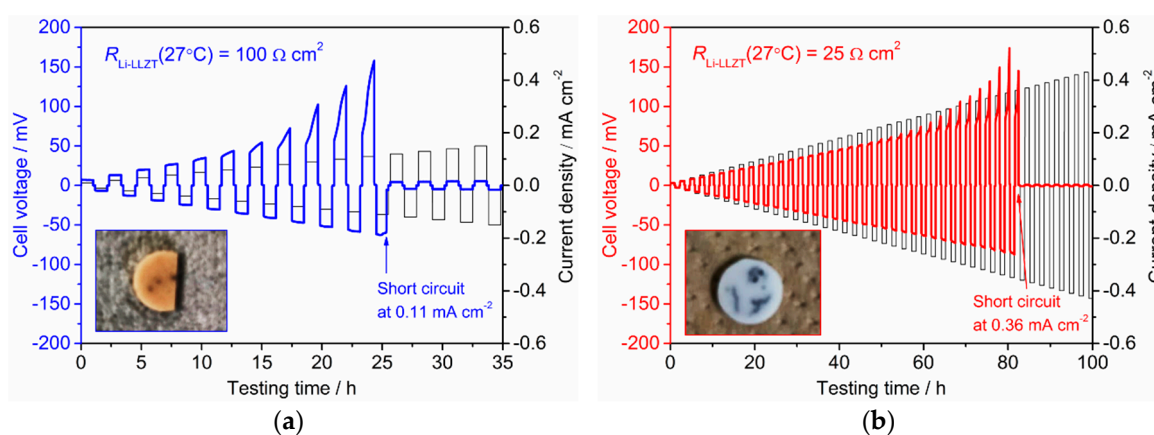 R_Li-LLZT(27°C) = 100 Ω cm²
Cell voltage / mV
200
150
100
50
0
-50
-100
-150
-200
0 5 10 15 20 25 30 35
Testing time / h
0.6
0.4
0.2
0.0
-0.2
-0.4
-0.6
Current density / mA cm⁻²
Short circuit
at 0.11 mA cm⁻²
(a)
R_Li-LLZT(27°C) = 25 Ω cm²
Cell voltage / mV
200
150
100
50
0
-50
-100
-150
-200
0 20 40 60 80 100
Testing time / h
0.6
0.4
0.2
0.0
-0.2
-0.4
-0.6
Current density / mA cm⁻²
Short circuit
at 0.36 mA cm⁻²
(b)